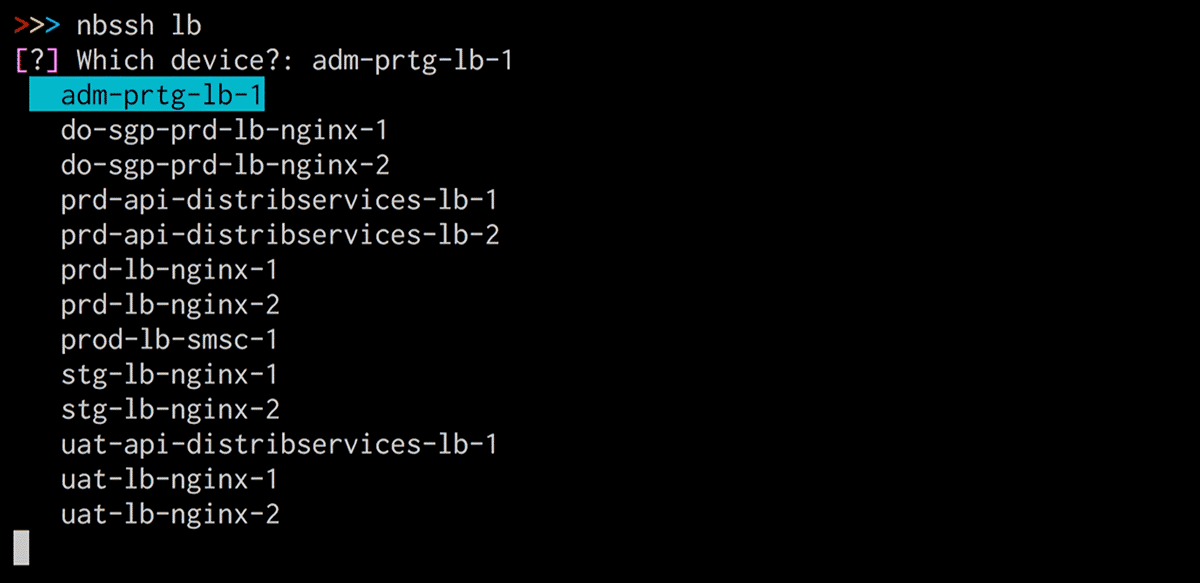 >>> nbssh lb
[?] Which device?: adm-prtg-lb-1
adm-prtg-lb-1
do-sgp-prd-lb-nginx-1
do-sgp-prd-lb-nginx-2
prd-api-distribservices-lb-1
prd-api-distribservices-lb-2
prd-lb-nginx-1
prd-lb-nginx-2
prod-lb-smsc-1
stg-lb-nginx-1
stg-lb-nginx-2
uat-api-distribservices-lb-1
uat-lb-nginx-1
uat-lb-nginx-2